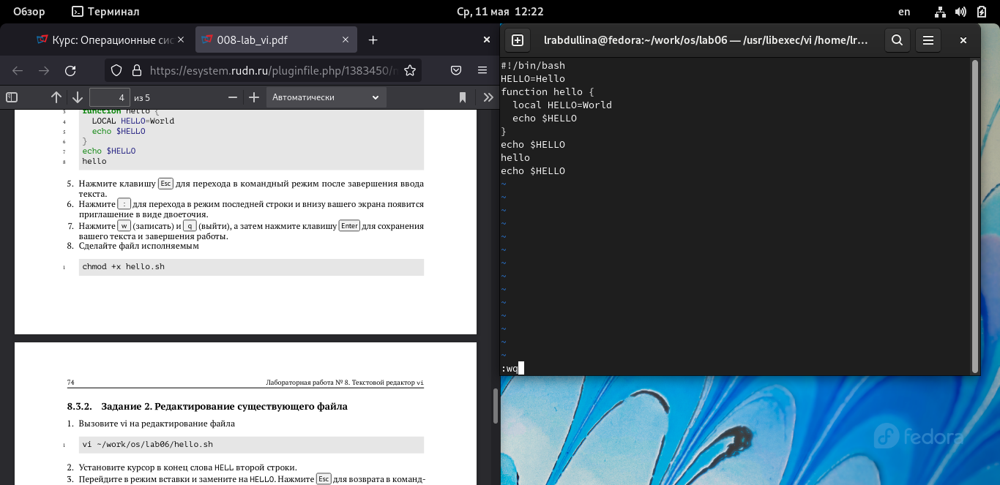 Обзор
Терминал
Ср, 11 мая 12:22
en
Курс: Операционные сис
008-lab_vi.pdf
https://esystem.rudn.ru/pluginfile.php/1383450/
4 из 5
Автоматически
3 function hello {
4 LOCAL HELLO=World
5 echo $HELLO
6 }
7 echo $HELLO
8 hello
5. Нажмите клавишу Esc для перехода в командный режим после завершения ввода
текста.
6. Нажмите : для перехода в режим последней строки и внизу вашего экрана появится
приглашение в виде двоеточия.
7. Нажмите w (записать) и q (выйти), а затем нажмите клавишу Enter для сохранения
вашего текста и завершения работы.
8. Сделайте файл исполняемым
1 chmod +x hello.sh
74 Лабораторная работа № 8. Текстовой редактор vi
8.3.2. Задание 2. Редактирование существующего файла
1. Вызовите vi на редактирование файла
1 vi ~/work/os/lab06/hello.sh
2. Установите курсор в конец слова HELL второй строки.
3. Перейдите в режим вставки и замените на HELLO. Нажмите Esc для возврата в команд-
lrabdullina@fedora:~/work/os/lab06 — /usr/libexec/vi /home/lr…
#!/bin/bash
HELLO=Hello
function hello {
  local HELLO=World
  echo $HELLO
}
echo $HELLO
hello
echo $HELLO
~
~
~
~
~
~
~
~
~
~
~
~
~
~
:wq
fedora